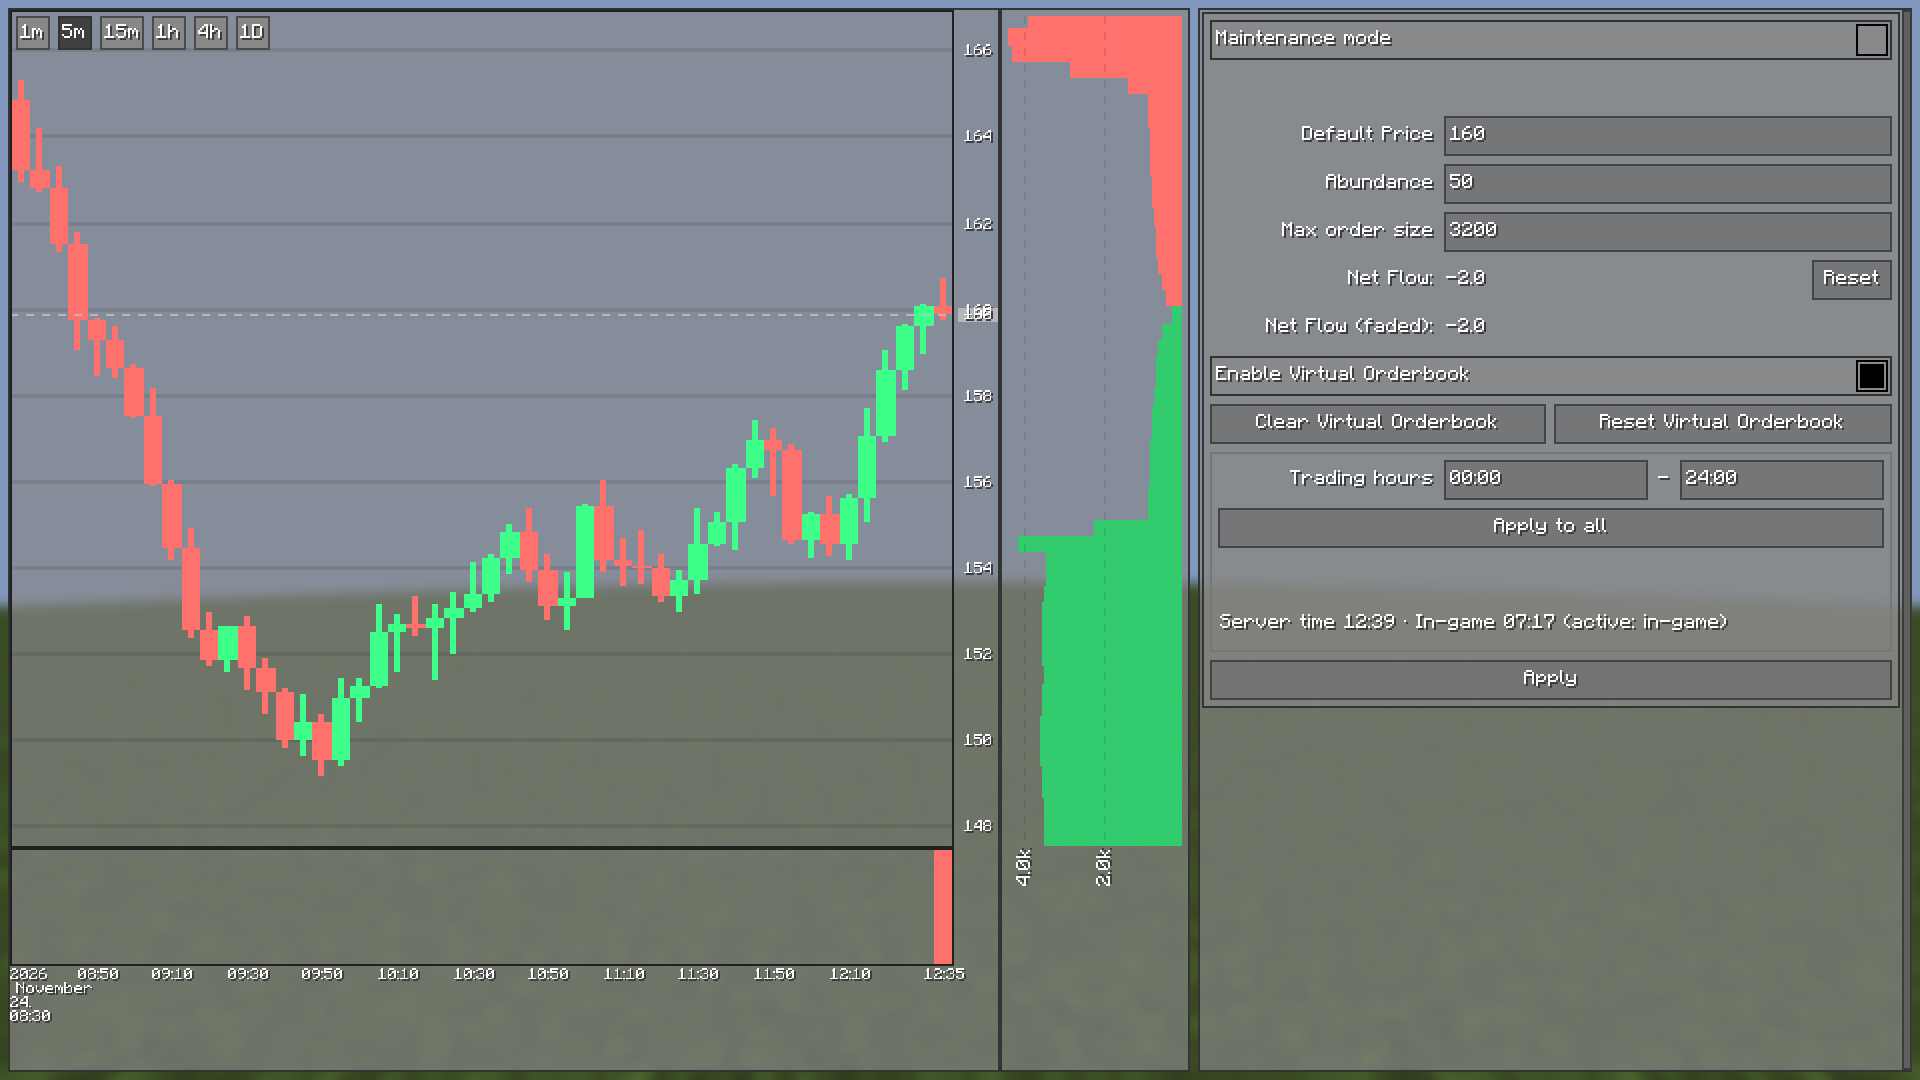 1m 5m 15m 1h 4h 1D
166
164
162
160
158
156
154
152
150
148
2026 08:50 09:10 09:30 09:50 10:10 10:30 10:50 11:10 11:30 11:50 12:10 12:35
November
24.
08:30
4.0k 2.0k
Maintenance mode
Default Price 160
Abundance 50
Max order size 3200
Net Flow: -2.0 Reset
Net Flow (faded): -2.0
Enable Virtual Orderbook
Clear Virtual Orderbook Reset Virtual Orderbook
Trading hours 00:00 - 24:00
Apply to all
Server time 12:39 · In-game 07:17 (active: in-game)
Apply